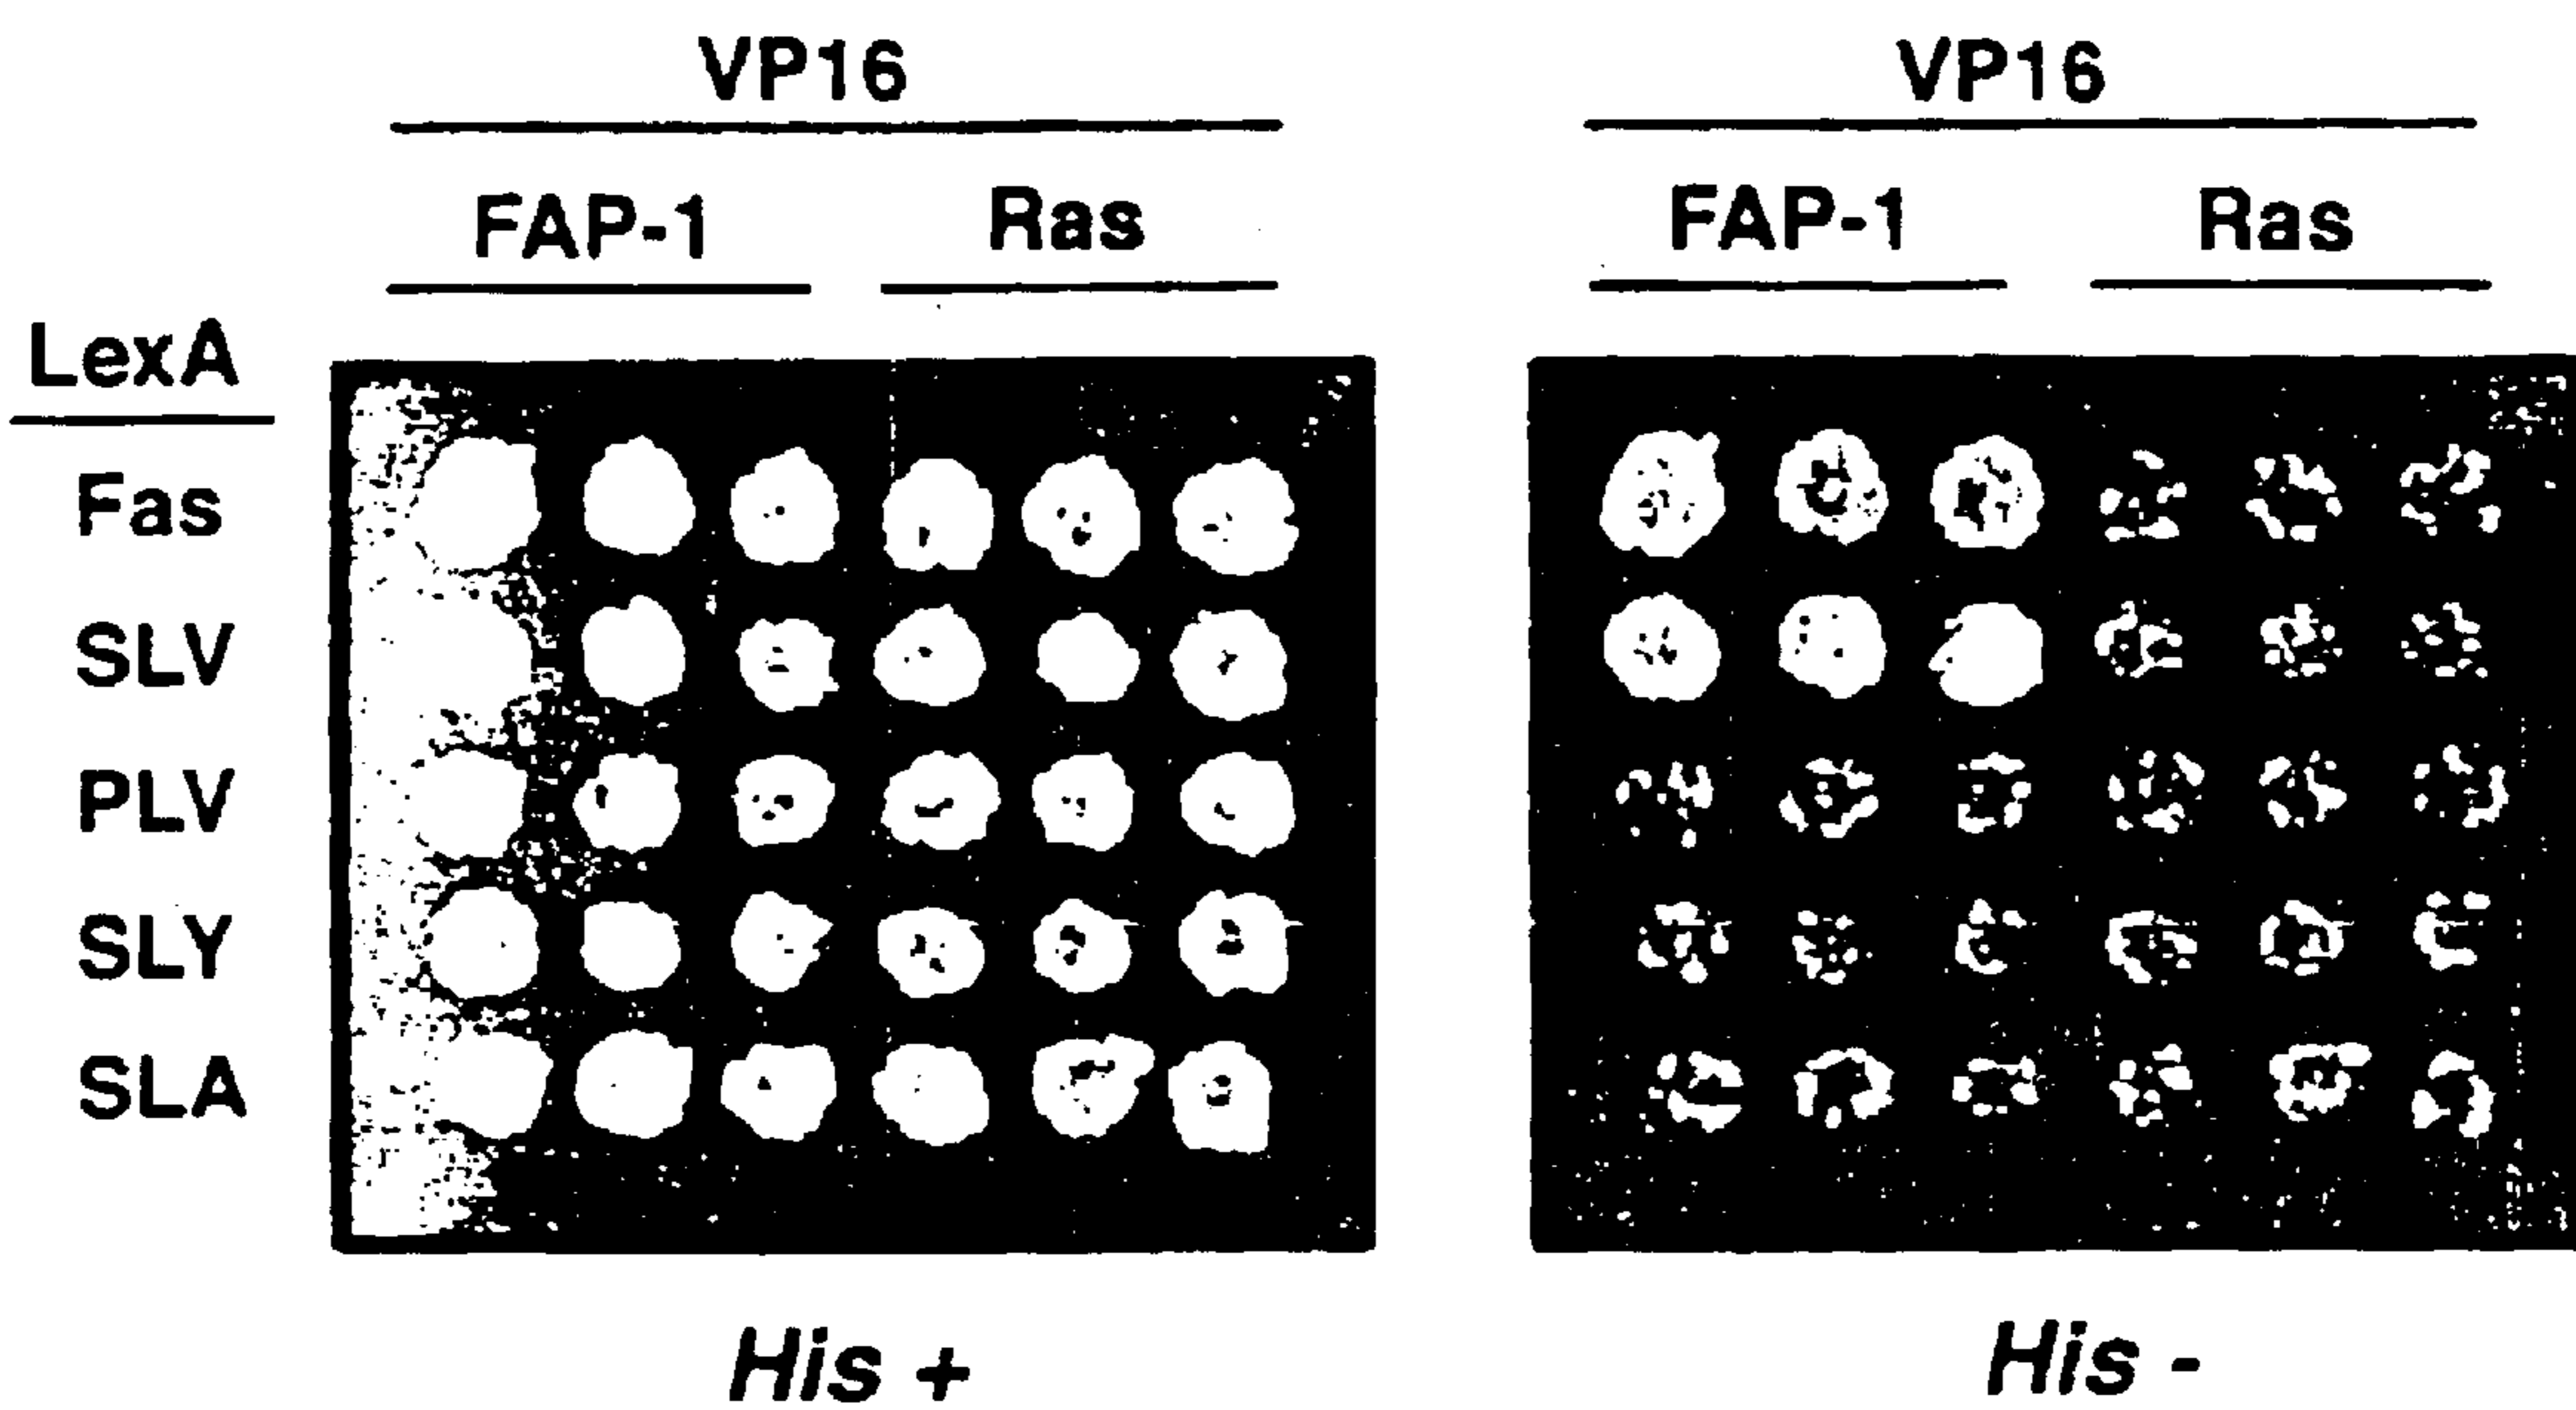 VP16 VP16
FAP-1 Ras FAP-1 Ras
LexA
Fas
SLV
PLV
SLY
SLA
His + His -